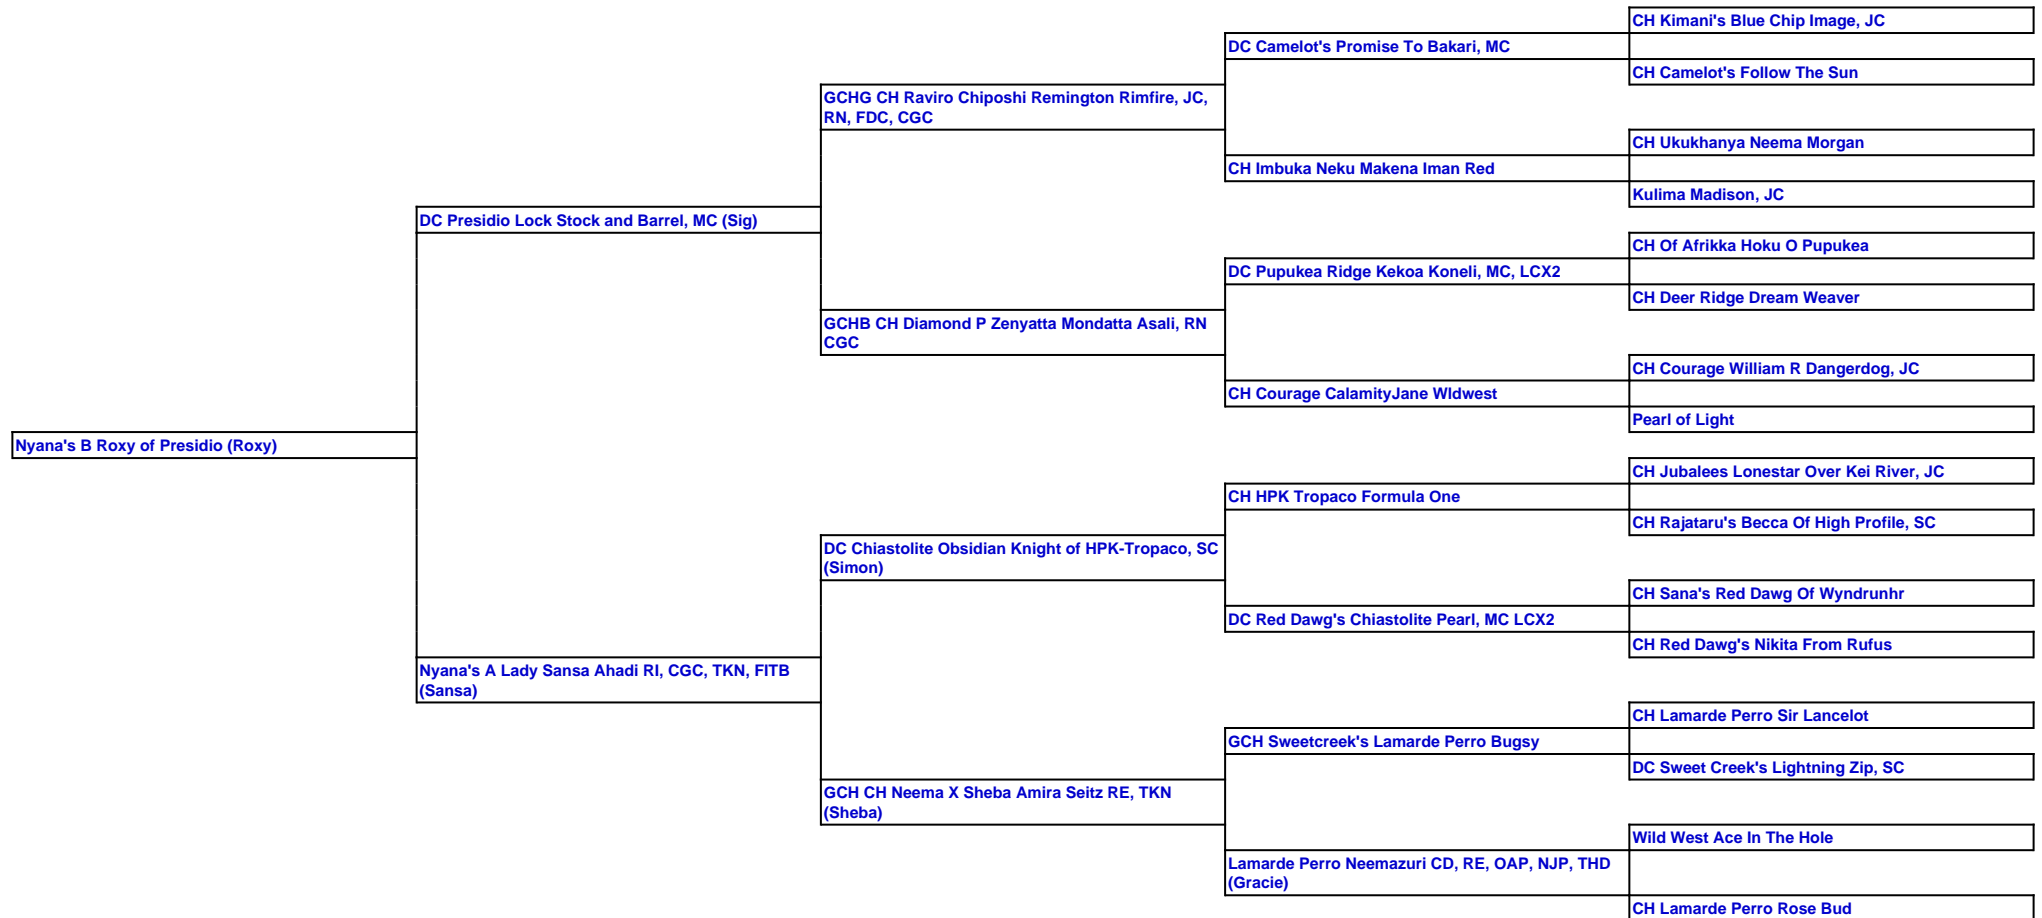 CH Kimani's Blue Chip Image, JC
DC Camelot's Promise To Bakari, MC
CH Camelot's Follow The Sun
GCHG CH Raviro Chiposhi Remington Rimfire, JC,
RN, FDC, CGC
CH Ukukhanya Neema Morgan
CH Imbuka Neku Makena Iman Red
Kulima Madison, JC
DC Presidio Lock Stock and Barrel, MC (Sig)
CH Of Afrikka Hoku O Pupukea
DC Pupukea Ridge Kekoa Koneli, MC, LCX2
CH Deer Ridge Dream Weaver
GCHB CH Diamond P Zenyatta Mondatta Asali, RN
CGC
CH Courage William R Dangerdog, JC
CH Courage CalamityJane Wldwest
Pearl of Light
Nyana's B Roxy of Presidio (Roxy)
CH Jubalees Lonestar Over Kei River, JC
CH HPK Tropaco Formula One
CH Rajataru's Becca Of High Profile, SC
DC Chiastolite Obsidian Knight of HPK-Tropaco, SC
(Simon)
CH Sana's Red Dawg Of Wyndrunhr
DC Red Dawg's Chiastolite Pearl, MC LCX2
CH Red Dawg's Nikita From Rufus
Nyana's A Lady Sansa Ahadi RI, CGC, TKN, FITB
(Sansa)
CH Lamarde Perro Sir Lancelot
GCH Sweetcreek's Lamarde Perro Bugsy
DC Sweet Creek's Lightning Zip, SC
GCH CH Neema X Sheba Amira Seitz RE, TKN
(Sheba)
Wild West Ace In The Hole
Lamarde Perro Neemazuri CD, RE, OAP, NJP, THD
(Gracie)
CH Lamarde Perro Rose Bud